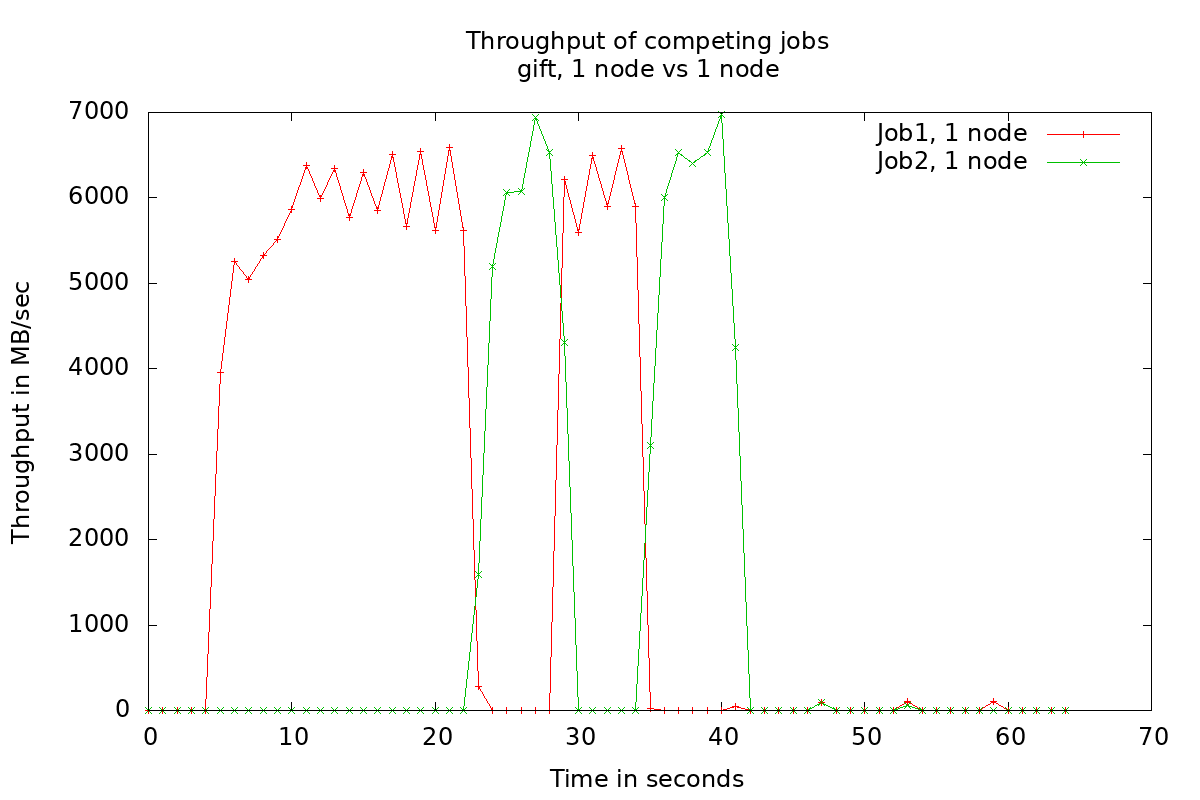 Throughput of competing jobs
gift, 1 node vs 1 node
Job1, 1 node
Job2, 1 node
Throughput in MB/sec
7000
6000
5000
4000
3000
2000
1000
0
0 10 20 30 40 50 60 70
Time in seconds